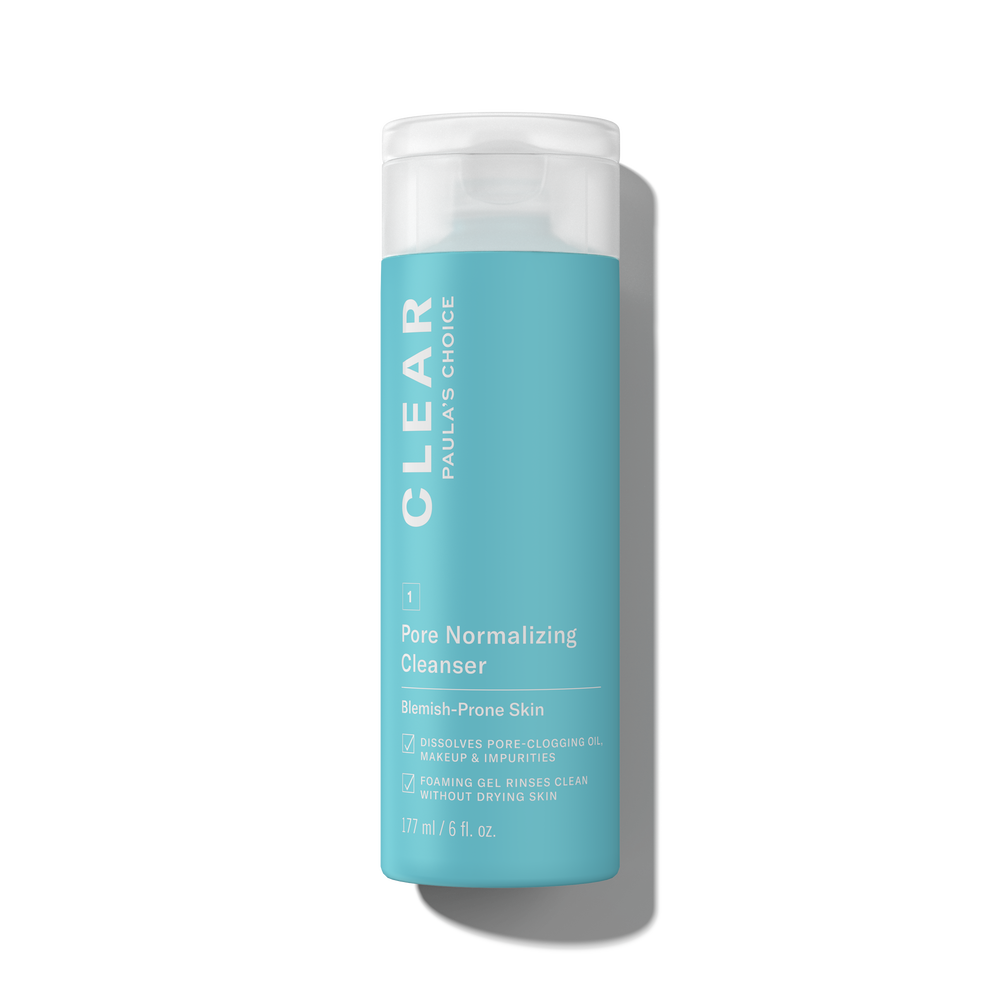 CLEAR
PAULA'S CHOICE
1
Pore Normalizing
Cleanser
Blemish-Prone Skin
DISSOLVES PORE-CLOGGING OIL,
MAKEUP & IMPURITIES
FOAMING GEL RINSES CLEAN
WITHOUT DRYING SKIN
177 ml / 6 fl. oz.